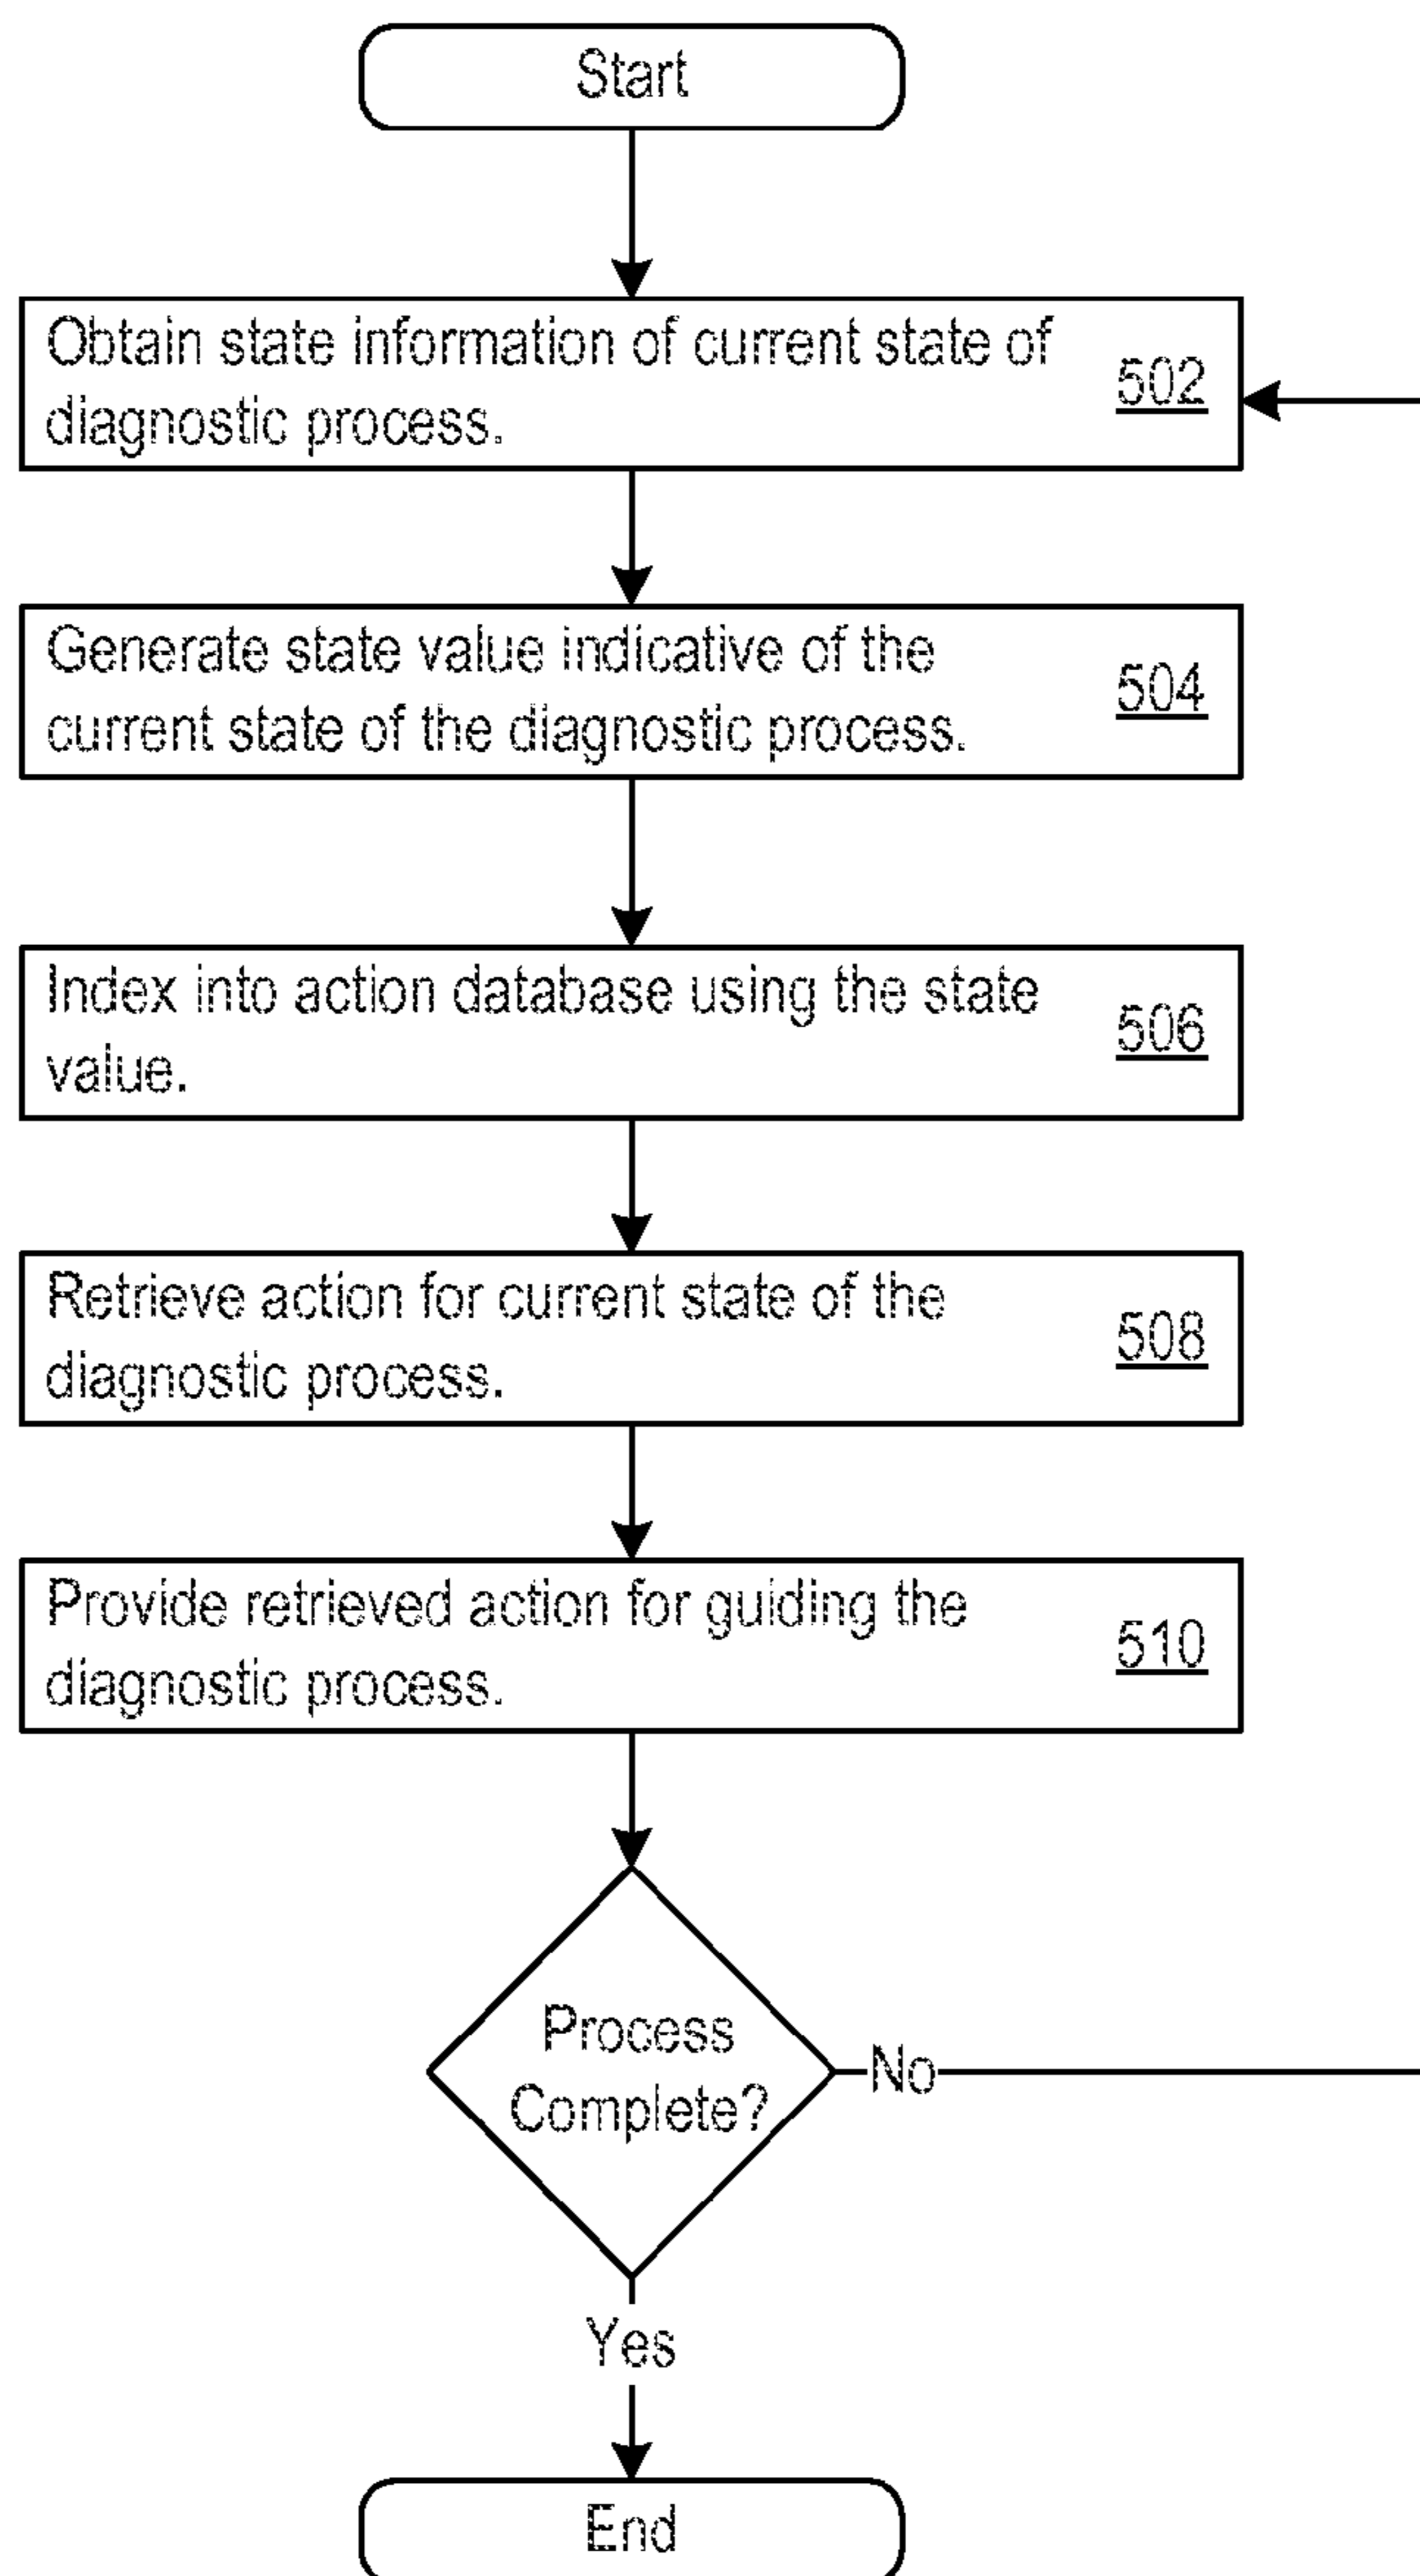 Start
Obtain state information of current state of
diagnostic process.
502
Generate state value indicative of the
current state of the diagnostic process.
504
Index into action database using the state
value.
506
Retrieve action for current state of the
diagnostic process.
508
Provide retrieved action for guiding the
diagnostic process.
510
Process
Complete?
No
Yes
End